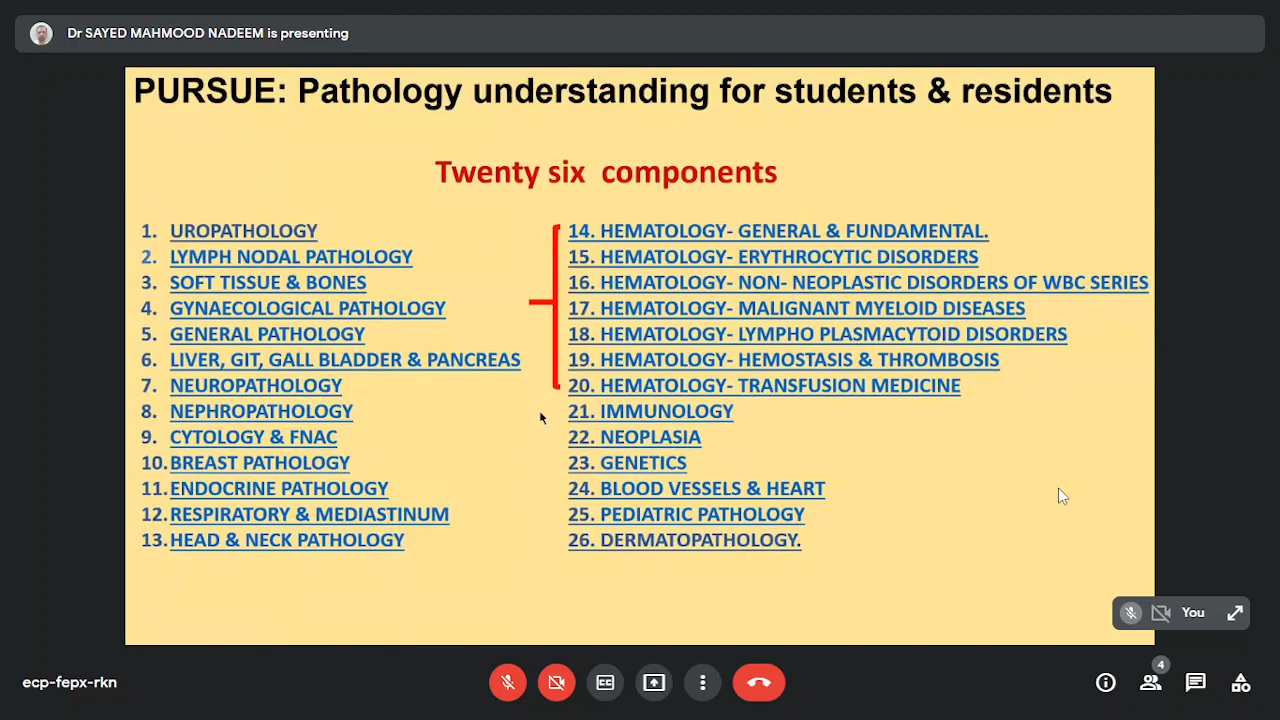 Dr SAYED MAHMOOD NADEEM is presenting
PURSUE: Pathology understanding for students & residents
Twenty six components
1. UROPATHOLOGY
2. LYMPH NODAL PATHOLOGY
3. SOFT TISSUE & BONES
4. GYNAECOLOGICAL PATHOLOGY
5. GENERAL PATHOLOGY
6. LIVER, GIT, GALL BLADDER & PANCREAS
7. NEUROPATHOLOGY
8. NEPHROPATHOLOGY
9. CYTOLOGY & FNAC
10. BREAST PATHOLOGY
11. ENDOCRINE PATHOLOGY
12. RESPIRATORY & MEDIASTINUM
13. HEAD & NECK PATHOLOGY
14. HEMATOLOGY- GENERAL & FUNDAMENTAL.
15. HEMATOLOGY- ERYTHROCYTIC DISORDERS
16. HEMATOLOGY- NON- NEOPLASTIC DISORDERS OF WBC SERIES
17. HEMATOLOGY- MALIGNANT MYELOID DISEASES
18. HEMATOLOGY- LYMPHO PLASMACYTOID DISORDERS
19. HEMATOLOGY- HEMOSTASIS & THROMBOSIS
20. HEMATOLOGY- TRANSFUSION MEDICINE
21. IMMUNOLOGY
22. NEOPLASIA
23. GENETICS
24. BLOOD VESSELS & HEART
25. PEDIATRIC PATHOLOGY
26. DERMATOPATHOLOGY.
You
ecp-fepx-rkn
CC
4